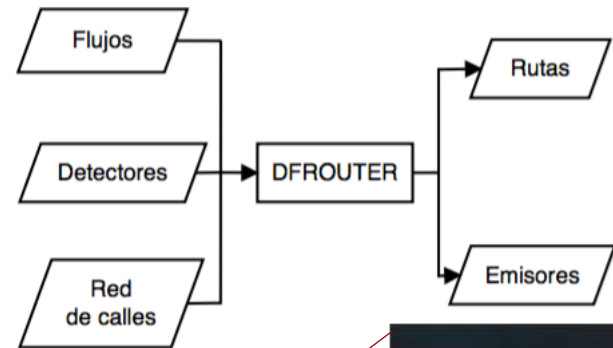 Flujos
Detectores
Red
de calles
DFROUTER
Rutas
Emisores